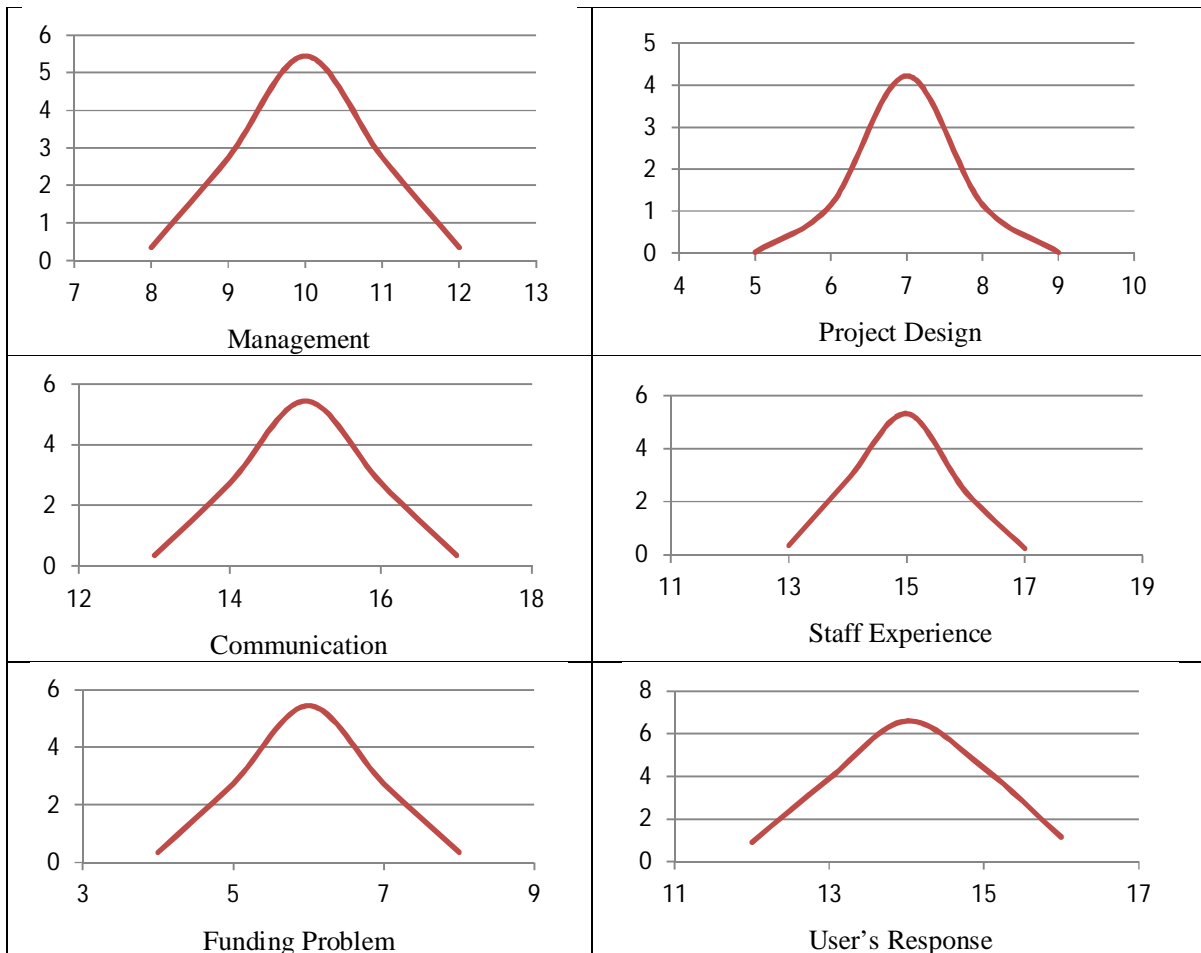 6
5
4
3
2
1
0
7 8 9 10 11 12 13
Management
5
4
3
2
1
0
4 5 6 7 8 9 10
Project Design
6
4
2
0
12 14 16 18
Communication
6
4
2
0
11 13 15 17 19
Staff Experience
6
4
2
0
3 5 7 9
Funding Problem
8
6
4
2
0
11 13 15 17
User’s Response